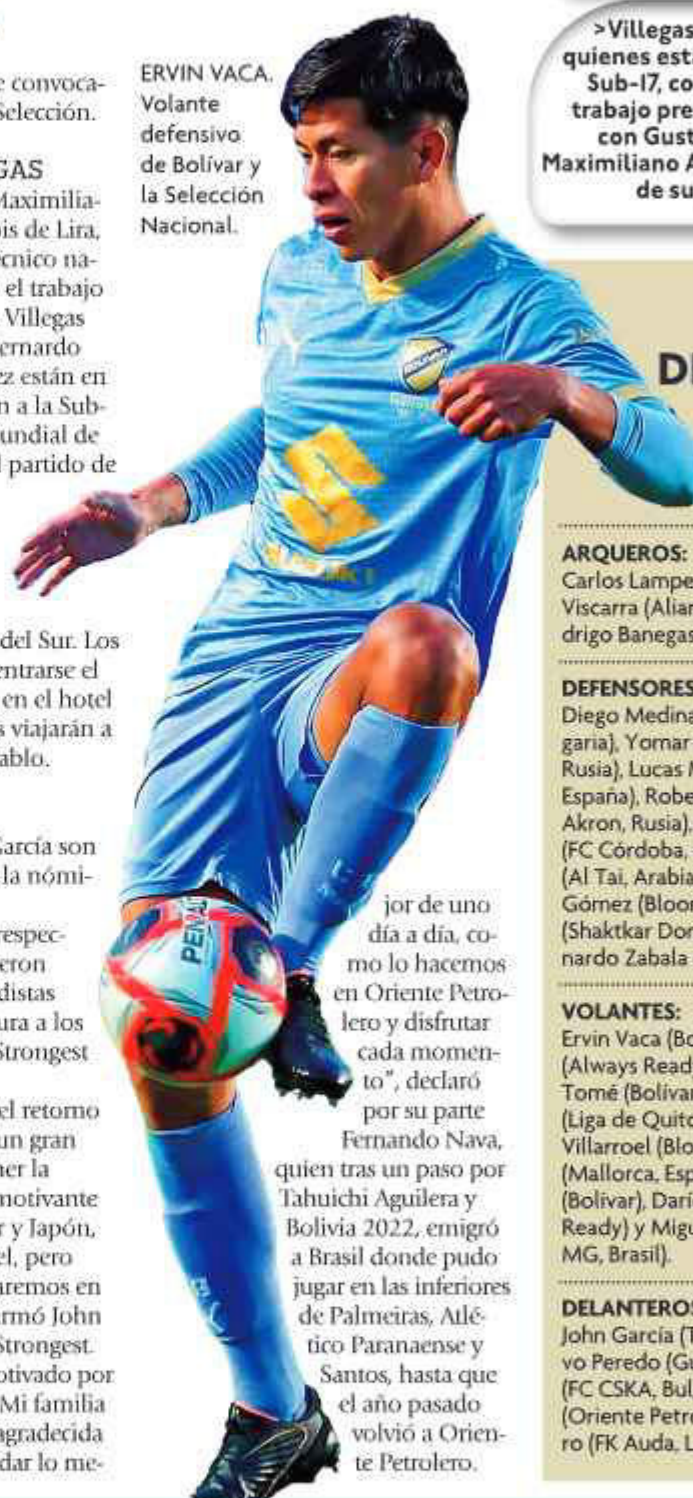 e convoca-
Selección.
GAS
Maximilia-
is de Lira,
cnico na-
el trabajo
Villegas
ernardo
ez están en
n a la Sub-
undial de
l partido de
del Sur. Los
entrarse el
en el hotel
s viajarán a
ablo.
García son
la nómi-
respec-
eron
distas
ura a los
Strongest
el retorno
un gran
ner la
motivante
r y Japón,
el, pero
aremos en
rmó John
Strongest.
otivado por
Mi familia
agradecida
dar lo me-
ERVIN VACA.
Volante
defensivo
de Bolívar y
la Selección
Nacional.
BOLIVAR
PENALTY
jor de uno
día a día, co-
mo lo hacemos
en Oriente Petro-
lero y disfrutar
cada momen-
to”, declaró
por su parte
Fernando Nava,
quien tras un paso por
Tahuichi Aguilera y
Bolivia 2022, emigró
a Brasil donde pudo
jugar en las inferiores
de Palmeiras, Atlé-
tico Paranaense y
Santos, hasta que
el año pasado
volvió a Orien-
te Petrolero.
>Villegas
quienes est
Sub-17, co
trabajo pre
con Gust
Maximiliano A
de su
DE
ARQUEROS:
Carlos Lampe
Viscarra (Alian
drigo Banegas
DEFENSORES
Diego Medina
garia), Yomar
Rusia), Lucas M
España), Robe
Akron, Rusia),
(FC Córdoba,
(Al Tai, Arabia
Gómez (Bloom
(Shaktkar Don
nardo Zabala
VOLANTES:
Ervin Vaca (Bo
(Always Read
Tomé (Bolívar
(Liga de Quito
Villarroel (Bloo
(Mallorca, Esp
(Bolívar), Darí
Ready) y Migu
MG, Brasil).
DELANTEROS
John García (T
vo Peredo (Gu
(FC CSKA, Bul
(Oriente Petro
ro (FK Auda, L